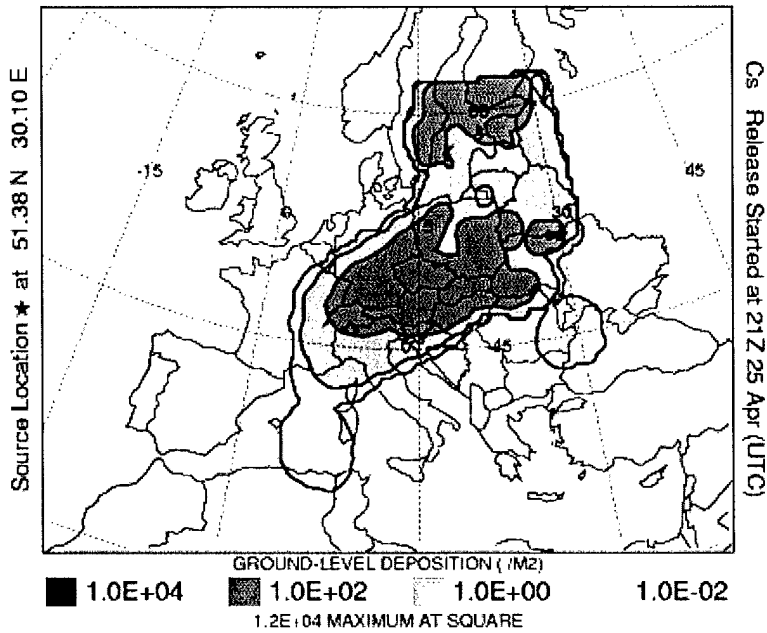 Source Location ★ at 51.38 N 30.10 E
-15
45
30
45
Cs Release Started at 21Z 25 Apr (UTC)
GROUND-LEVEL DEPOSITION ( /M2)
1.0E+04 1.0E+02 1.0E+00 1.0E-02
1.2E+04 MAXIMUM AT SQUARE